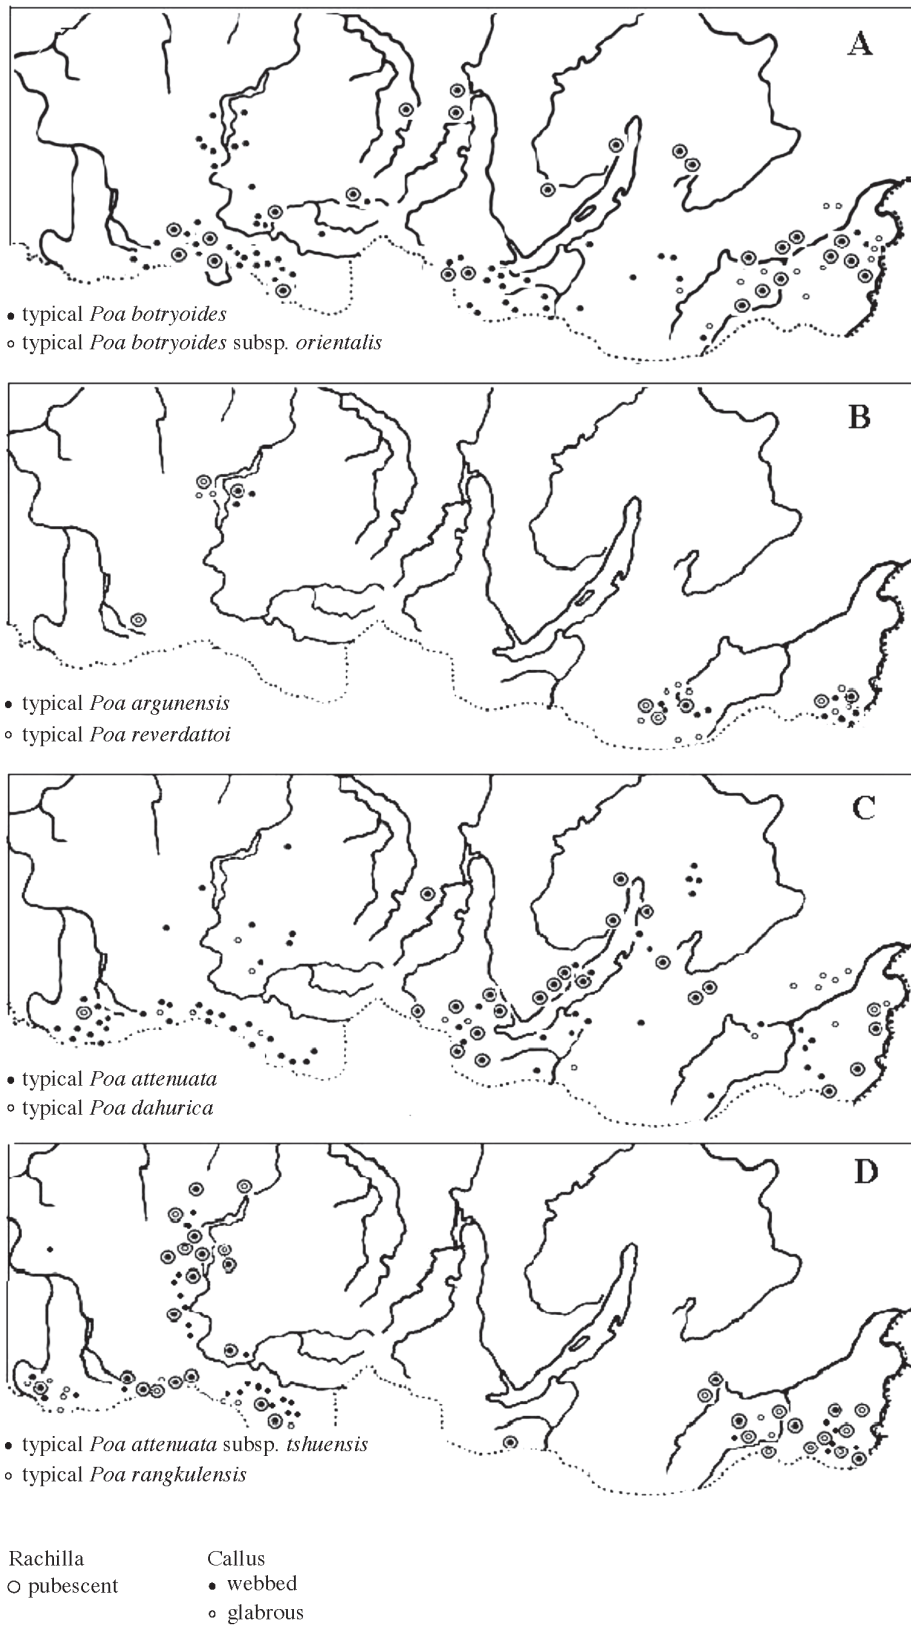 A
typical Poa botryoides
typical Poa botryoides subsp. orientalis
B
typical Poa argunensis
typical Poa reverdattoi
C
typical Poa attenuata
typical Poa dahurica
D
typical Poa attenuata subsp. tshuensis
typical Poa rangkulensis
Rachilla Callus
pubescent webbed
glabrous